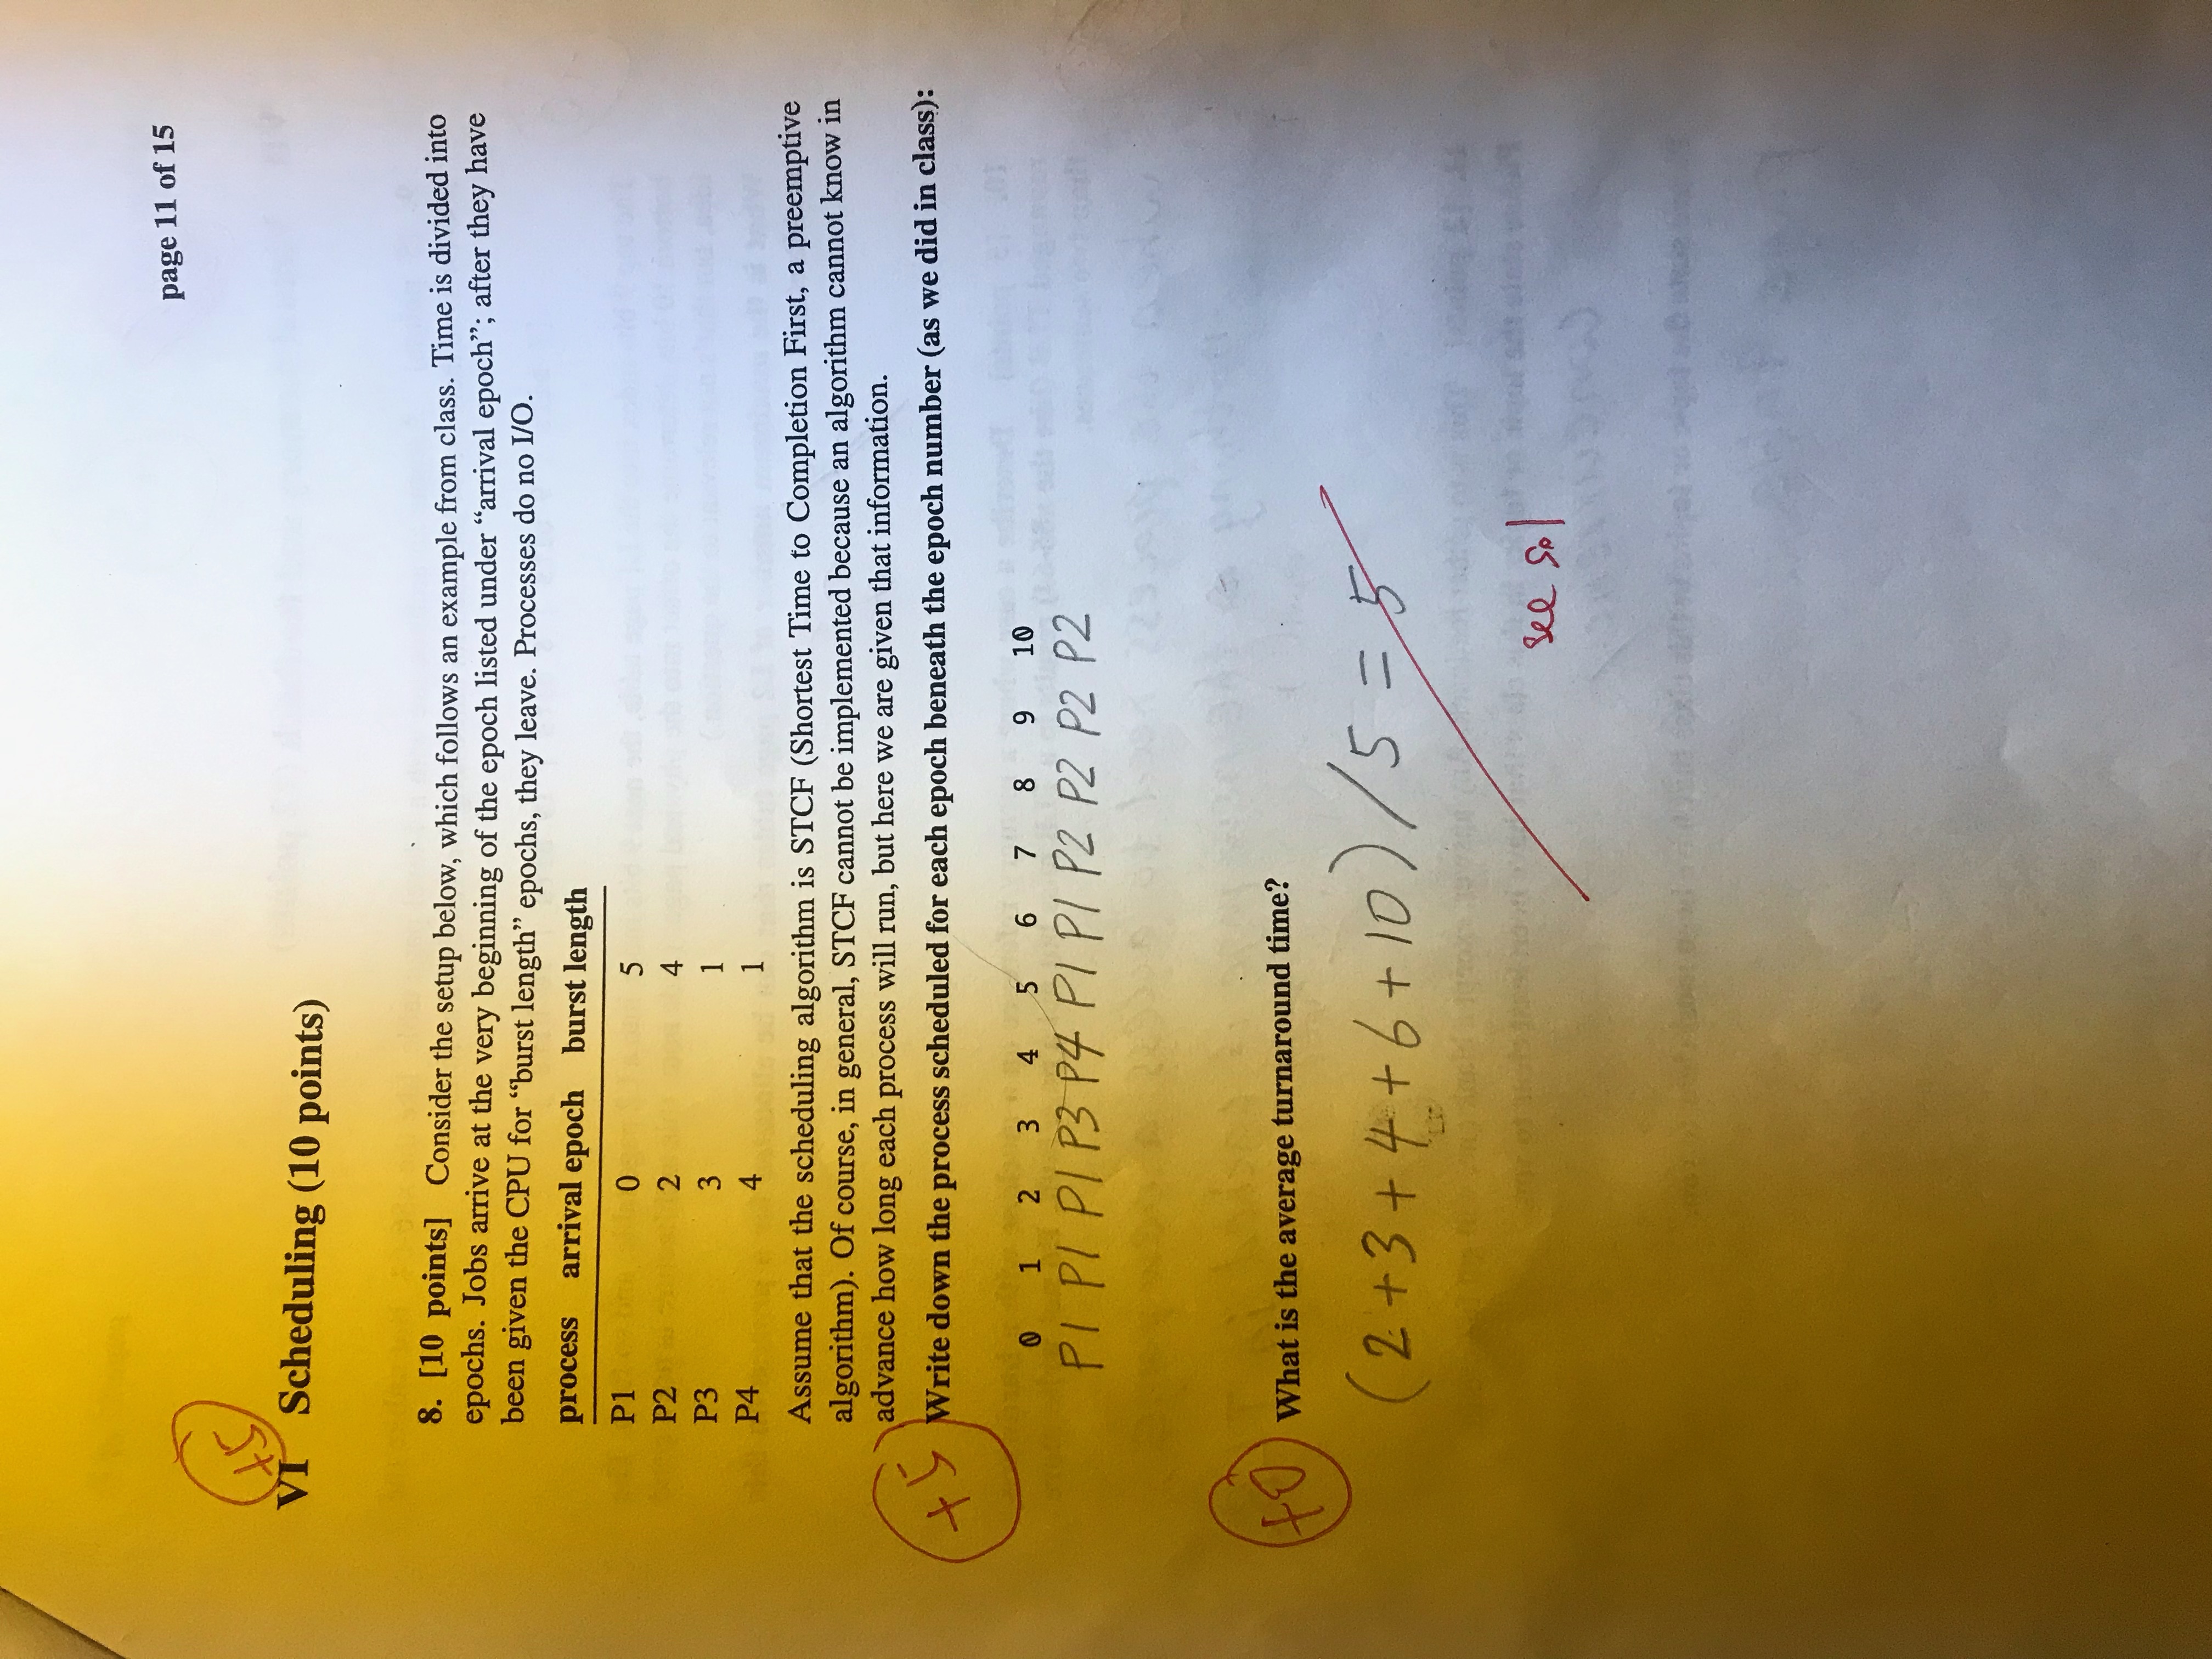 page 11 of 15
+5
VI Scheduling (10 points)
8. [10 points] Consider the setup below, which follows an example from class. Time is divided into
epochs. Jobs arrive at the very beginning of the epoch listed under “arrival epoch”; after they have
been given the CPU for “burst length” epochs, they leave. Processes do no I/O.
process arrival epoch burst length
P1 0 5
P2 2 4
P3 3 1
P4 4 1
Assume that the scheduling algorithm is STCF (Shortest Time to Completion First, a preemptive
algorithm). Of course, in general, STCF cannot be implemented because an algorithm cannot know in
advance how long each process will run, but here we are given that information.
+5
Write down the process scheduled for each epoch beneath the epoch number (as we did in class):
0 1 2 3 4 5 6 7 8 9 10
P1 P1 P1 P3 P4 P1 P1 P2 P2 P2 P2
+0
What is the average turnaround time?
(2+3+4+6+10)/5 = 5
see sol